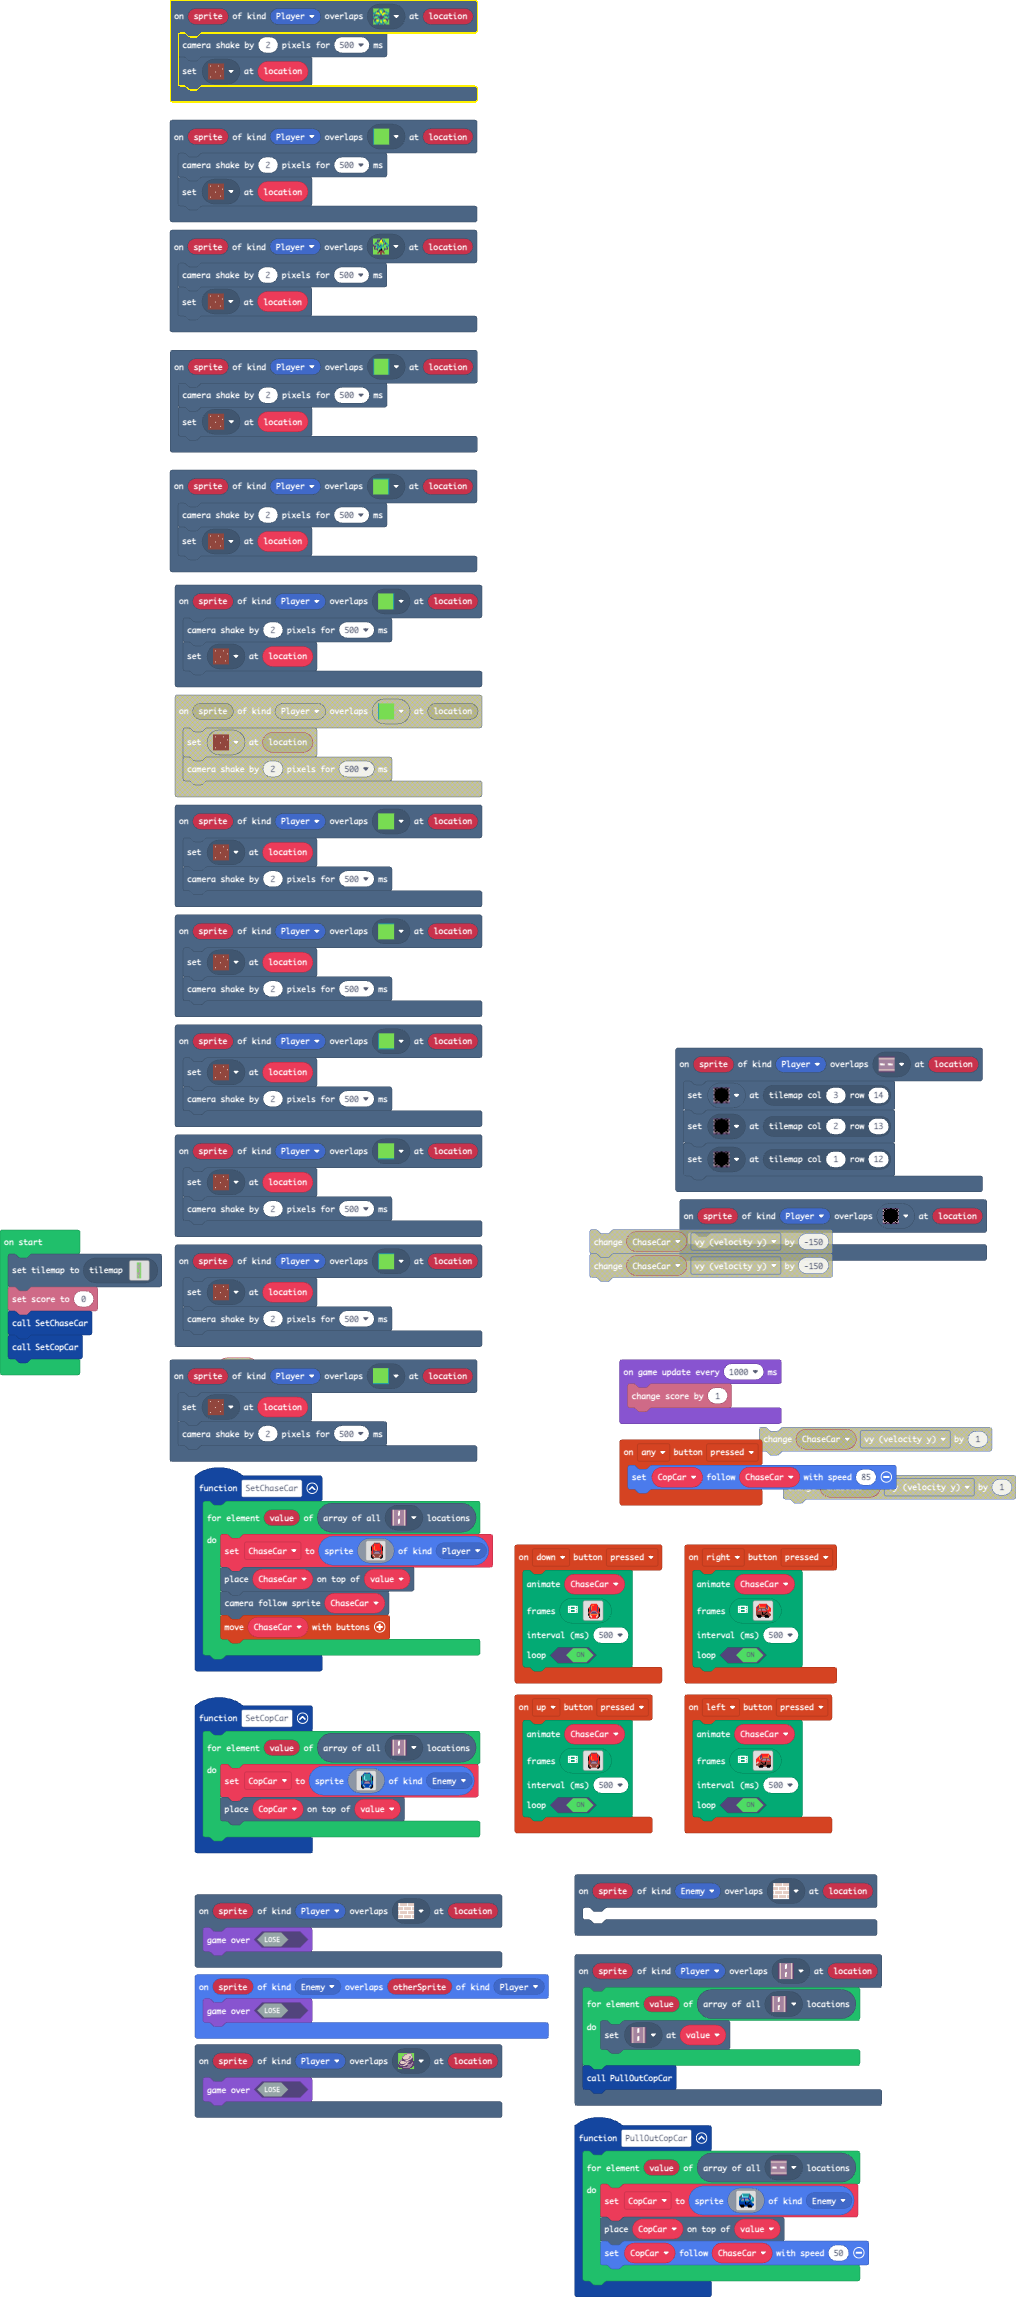 on sprite of kind Player overlaps at location
camera shake by 2 pixels for 500 ms
set at location
on sprite of kind Player overlaps at location
camera shake by 2 pixels for 500 ms
set at location
on sprite of kind Player overlaps at location
camera shake by 2 pixels for 500 ms
set at location
on sprite of kind Player overlaps at location
camera shake by 2 pixels for 500 ms
set at location
on sprite of kind Player overlaps at location
camera shake by 2 pixels for 500 ms
set at location
on sprite of kind Player overlaps at location
camera shake by 2 pixels for 500 ms
set at location
on sprite of kind Player overlaps at location
set at location
camera shake by 2 pixels for 500 ms
on sprite of kind Player overlaps at location
set at location
camera shake by 2 pixels for 500 ms
on sprite of kind Player overlaps at location
set at location
camera shake by 2 pixels for 500 ms
on sprite of kind Player overlaps at location
set at location
camera shake by 2 pixels for 500 ms
on sprite of kind Player overlaps at location
set at location
camera shake by 2 pixels for 500 ms
on sprite of kind Player overlaps at location
set at location
camera shake by 2 pixels for 500 ms
on sprite of kind Player overlaps at location
set at location
camera shake by 2 pixels for 500 ms
on start
set tilemap to tilemap
set score to 0
call SetChaseCar
call SetCopCar
on sprite of kind Player overlaps at location
set at tilemap col 3 row 14
set at tilemap col 2 row 13
set at tilemap col 1 row 12
on sprite of kind Player overlaps at location
change ChaseCar vy (velocity y) by -150
change ChaseCar vy (velocity y) by -150
on game update every 1000 ms
change score by 1
change ChaseCar vy (velocity y) by 1
on any button pressed
set CopCar follow ChaseCar with speed 85
(velocity y) by 1
function SetChaseCar
for element value of array of all locations
do
set ChaseCar to sprite of kind Player
place ChaseCar on top of value
camera follow sprite ChaseCar
move ChaseCar with buttons
on down button pressed
animate ChaseCar
frames
interval (ms) 500
loop ON
on right button pressed
animate ChaseCar
frames
interval (ms) 500
loop ON
function SetCopCar
for element value of array of all locations
do
set CopCar to sprite of kind Enemy
place CopCar on top of value
on up button pressed
animate ChaseCar
frames
interval (ms) 500
loop ON
on left button pressed
animate ChaseCar
frames
interval (ms) 500
loop ON
on sprite of kind Player overlaps at location
game over LOSE
on sprite of kind Enemy overlaps otherSprite of kind Player
game over LOSE
on sprite of kind Player overlaps at location
game over LOSE
on sprite of kind Enemy overlaps at location
on sprite of kind Player overlaps at location
for element value of array of all locations
do
set at value
call PullOutCopCar
function PullOutCopCar
for element value of array of all locations
do
set CopCar to sprite of kind Enemy
place CopCar on top of value
set CopCar follow ChaseCar with speed 50